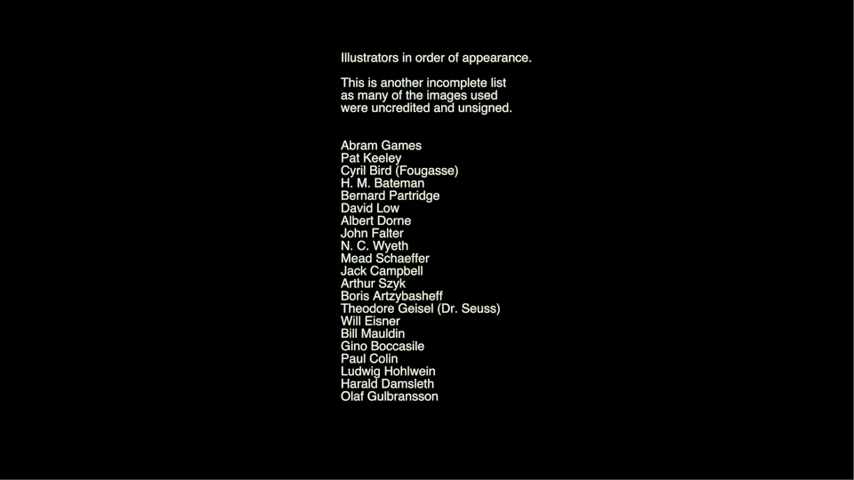 Illustrators in order of appearance.
This is another incomplete list
as many of the images used
were uncredited and unsigned.
Abram Games
Pat Keeley
Cyril Bird (Fougasse)
H. M. Bateman
Bernard Partridge
David Low
Albert Dorne
John Falter
N. C. Wyeth
Mead Schaeffer
Jack Campbell
Arthur Szyk
Boris Artzybasheff
Theodore Geisel (Dr. Seuss)
Will Eisner
Bill Mauldin
Gino Boccasile
Paul Colin
Ludwig Hohlwein
Harald Damsleth
Olaf Gulbransson